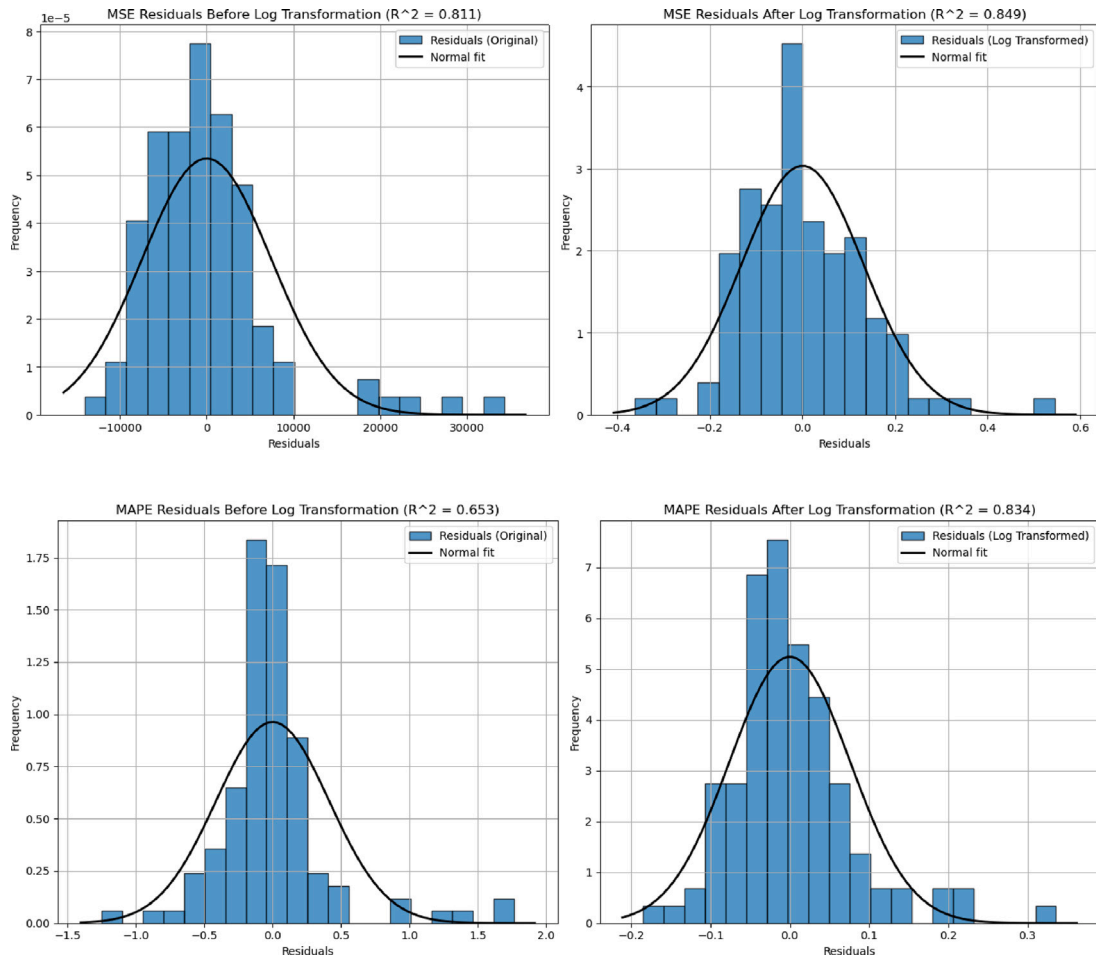 MSE Residuals Before Log Transformation (R^2 = 0.811)
1e-5
Residuals (Original)
Normal fit
8
7
6
5
4
3
2
1
0
Frequency
−10000 0 10000 20000 30000
Residuals
MSE Residuals After Log Transformation (R^2 = 0.849)
Residuals (Log Transformed)
Normal fit
4
3
2
1
0
Frequency
−0.4 −0.2 0.0 0.2 0.4 0.6
Residuals
MAPE Residuals Before Log Transformation (R^2 = 0.653)
Residuals (Original)
Normal fit
1.75
1.50
1.25
1.00
0.75
0.50
0.25
0.00
Frequency
−1.5 −1.0 −0.5 0.0 0.5 1.0 1.5 2.0
Residuals
MAPE Residuals After Log Transformation (R^2 = 0.834)
Residuals (Log Transformed)
Normal fit
7
6
5
4
3
2
1
0
Frequency
−0.2 −0.1 0.0 0.1 0.2 0.3
Residuals